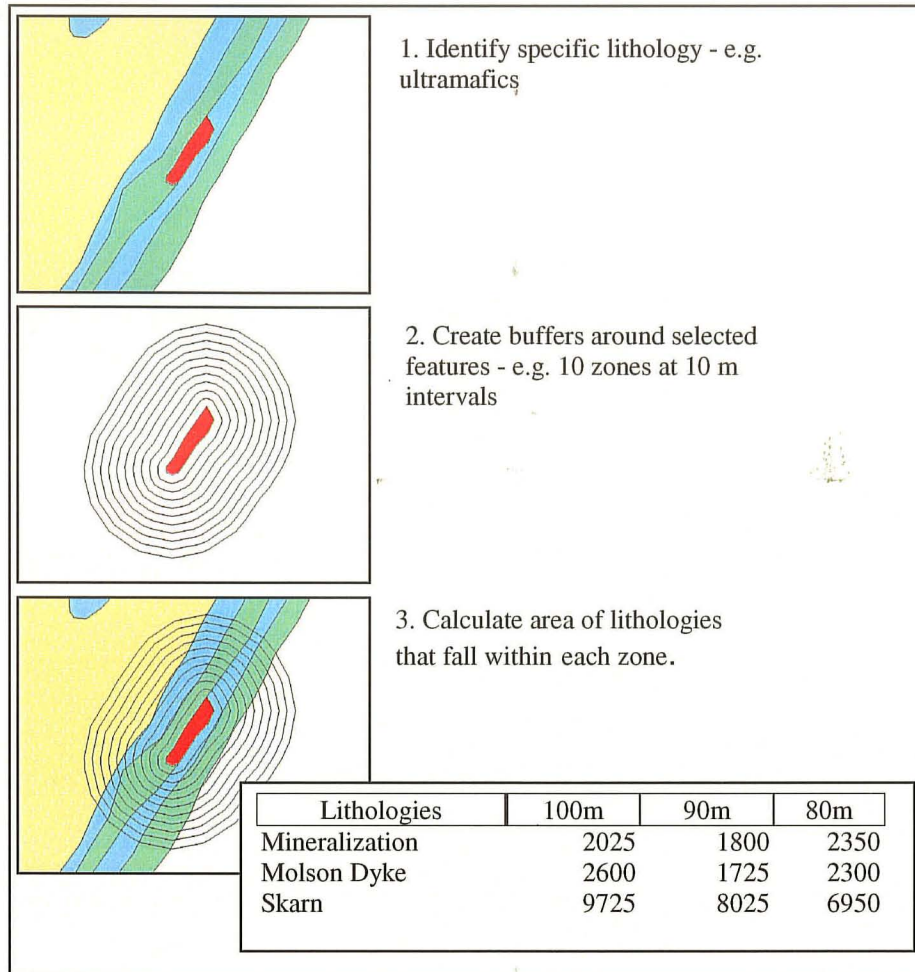 1. Identify specific lithology - e.g.
ultramafics
2. Create buffers around selected
features - e.g. 10 zones at 10 m
intervals
3. Calculate area of lithologies
that fall within each zone.
Lithologies 100m 90m 80m
Mineralization 2025 1800 2350
Molson Dyke 2600 1725 2300
Skarn 9725 8025 6950